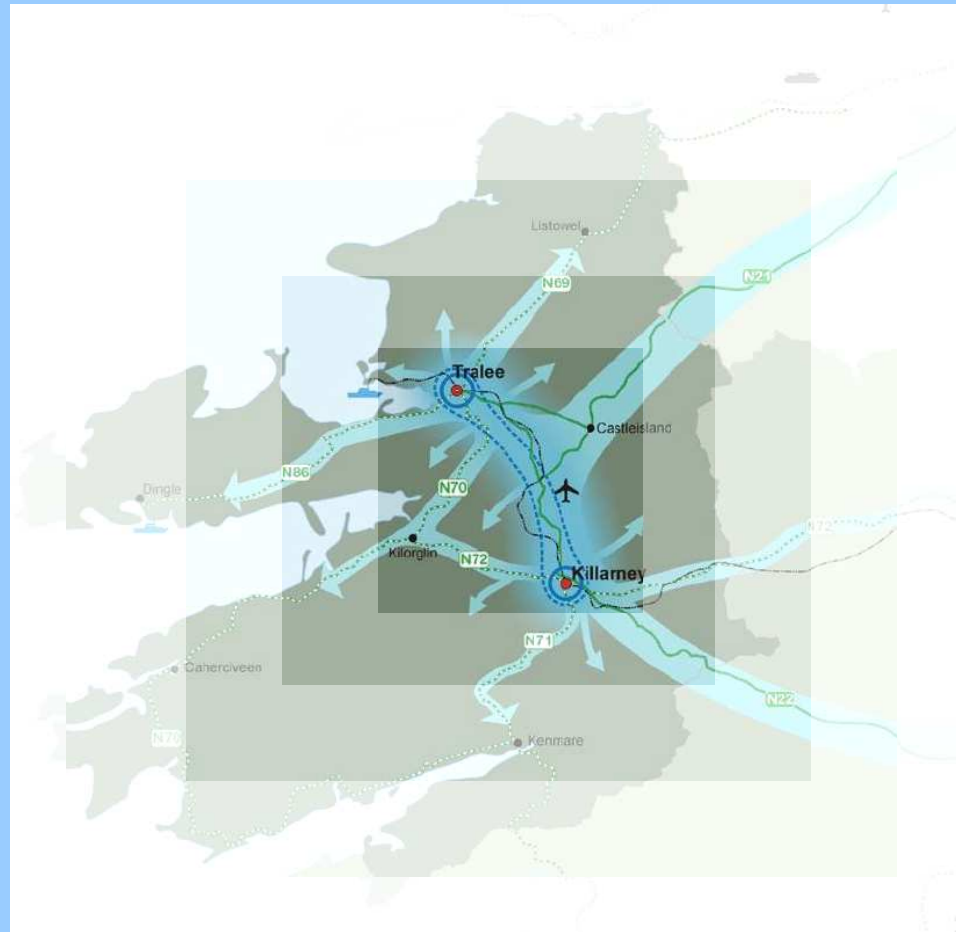 Listowel
N21
N69
Tralee
Castleisland
N86
N70
Dingle
N72
Kilorglin
N72
Killarney
N71
Caherciveen
N22
N70
Kenmare